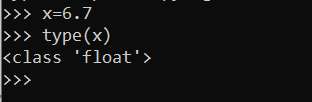 >>> x=6.7
>>> type(x)
<class 'float'>
>>>